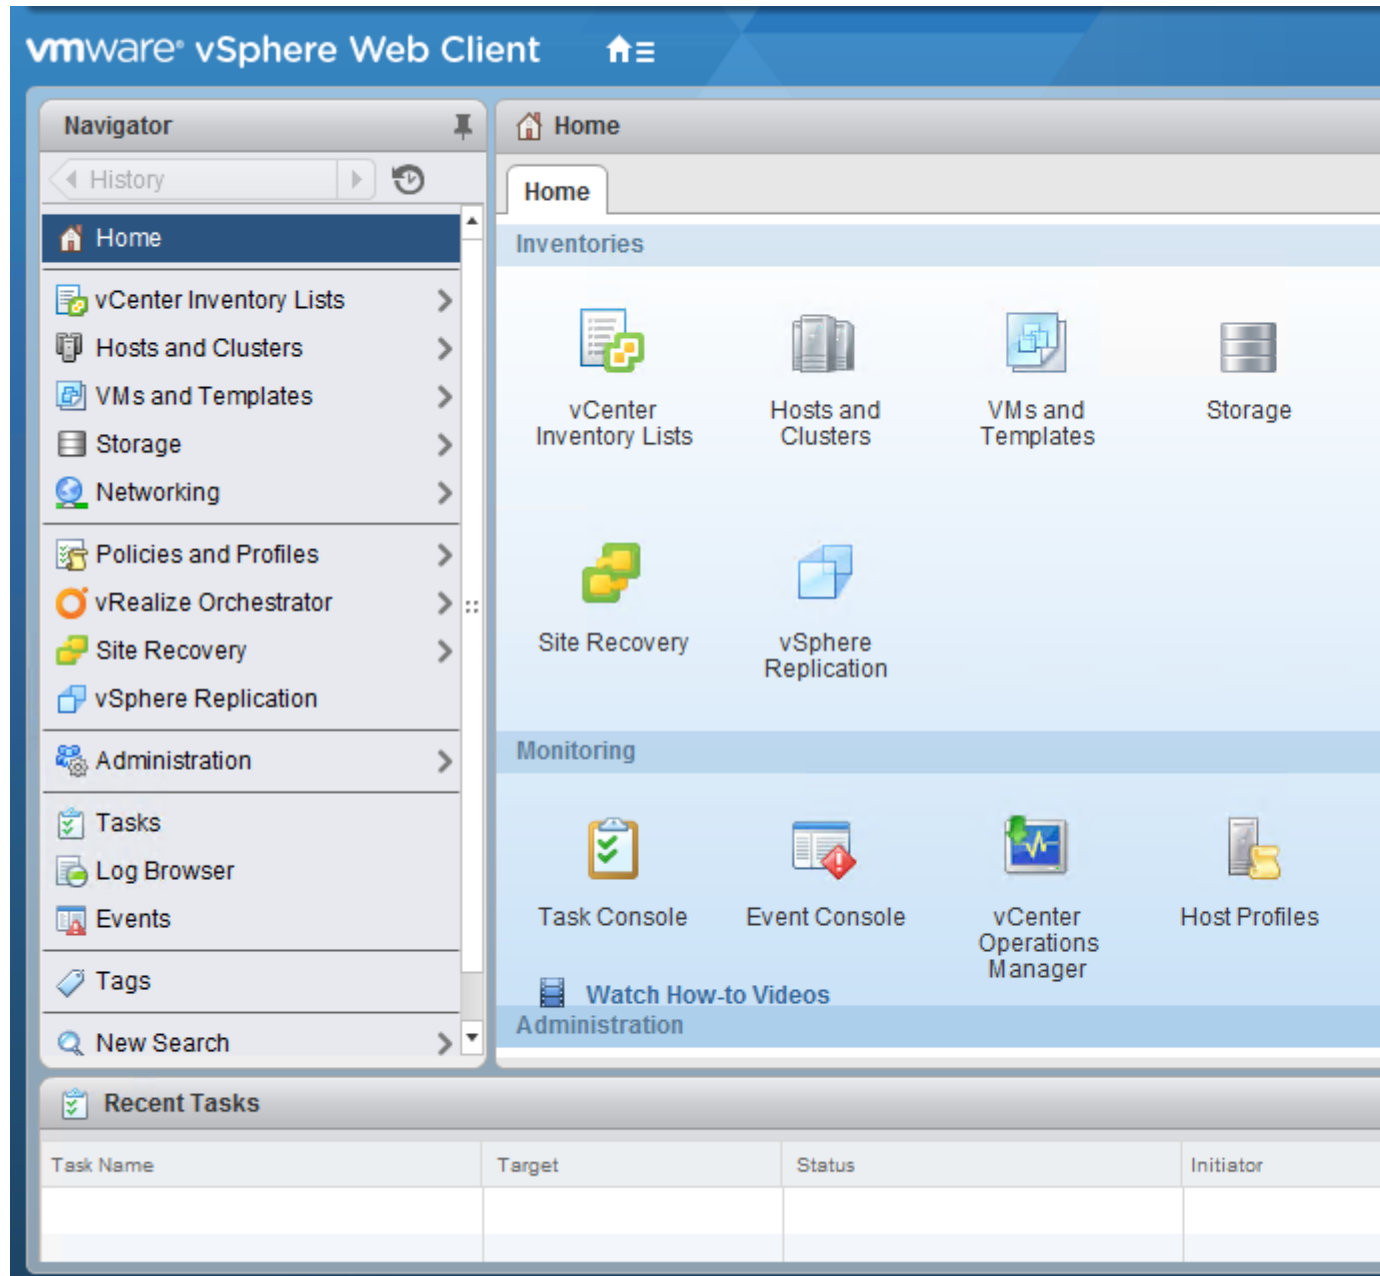 vmware® vSphere Web Client
Navigator
History
Home
vCenter Inventory Lists
Hosts and Clusters
VMs and Templates
Storage
Networking
Policies and Profiles
vRealize Orchestrator
Site Recovery
vSphere Replication
Administration
Tasks
Log Browser
Events
Tags
New Search
Home
Home
Inventories
vCenter
Inventory Lists
Hosts and
Clusters
VMs and
Templates
Storage
Site Recovery
vSphere
Replication
Monitoring
Task Console
Event Console
vCenter
Operations
Manager
Host Profiles
Watch How-to Videos
Administration
Recent Tasks
Task Name Target Status Initiator